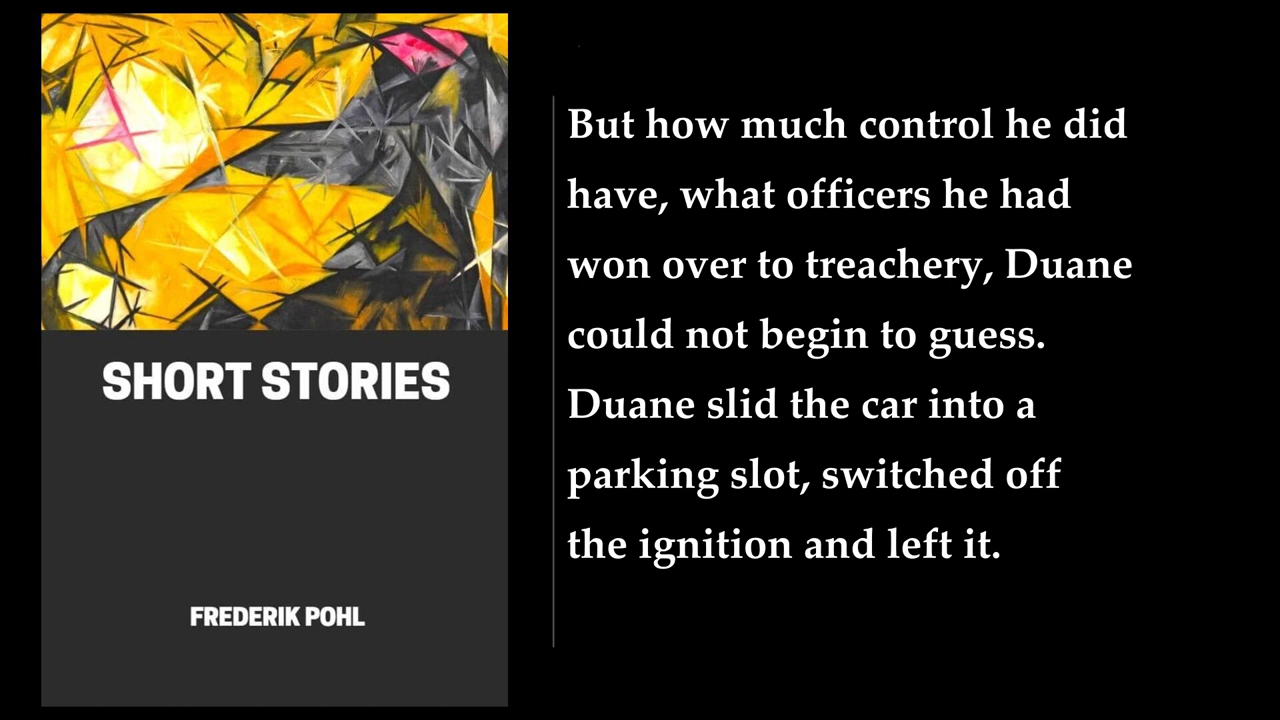 SHORT STORIES
FREDERIK POHL
But how much control he did
have, what officers he had
won over to treachery, Duane
could not begin to guess.
Duane slid the car into a
parking slot, switched off
the ignition and left it.